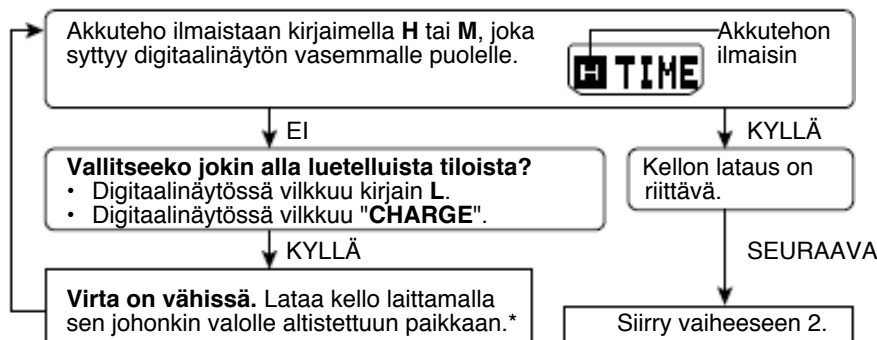 Akkuteho ilmaistaan kirjaimella H tai M, joka
syttyy digitaalinäytön vasemmalle puolelle.
Akkutehon
ilmaisin
H TIME
EI
KYLLÄ
Vallitseeko jokin alla luetelluista tiloista?
• Digitaalinäytössä vilkkuu kirjain L.
• Digitaalinäytössä vilkkuu "CHARGE".
Kellon lataus on
riittävä.
KYLLÄ
SEURAAVA
Virta on vähissä. Lataa kello laittamalla
sen johonkin valolle altistettuun paikkaan.*
Siirry vaiheeseen 2.